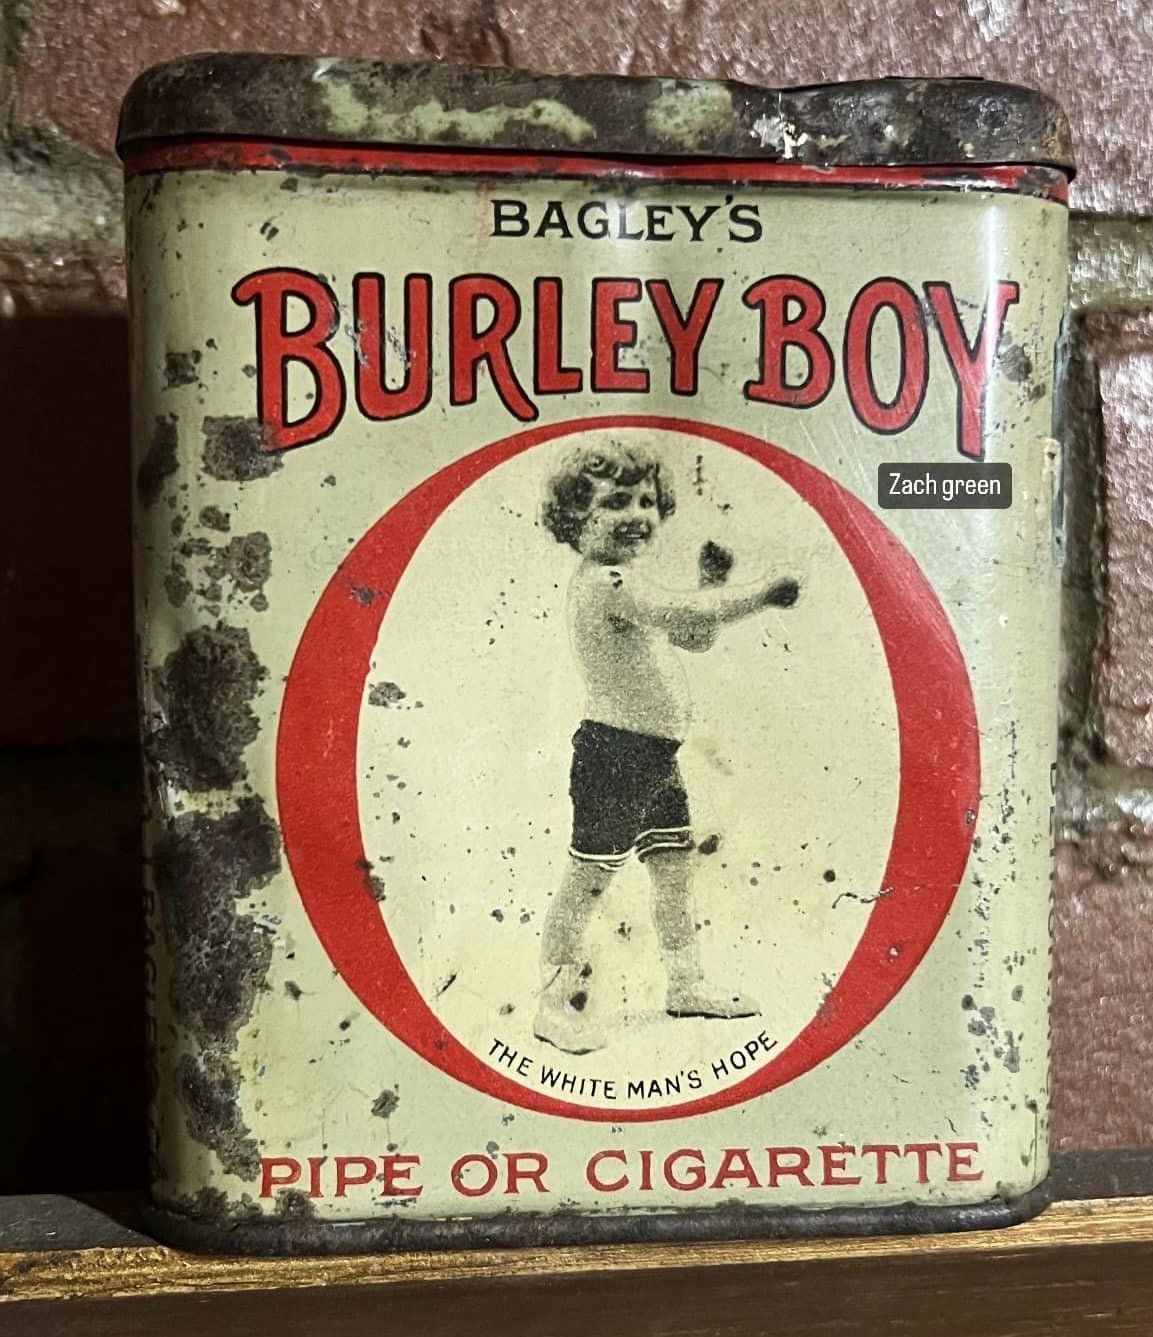 BAGLEY'S
BURLEY BOY
Zach green
THE WHITE MAN'S HOPE
PIPE OR CIGARETTE